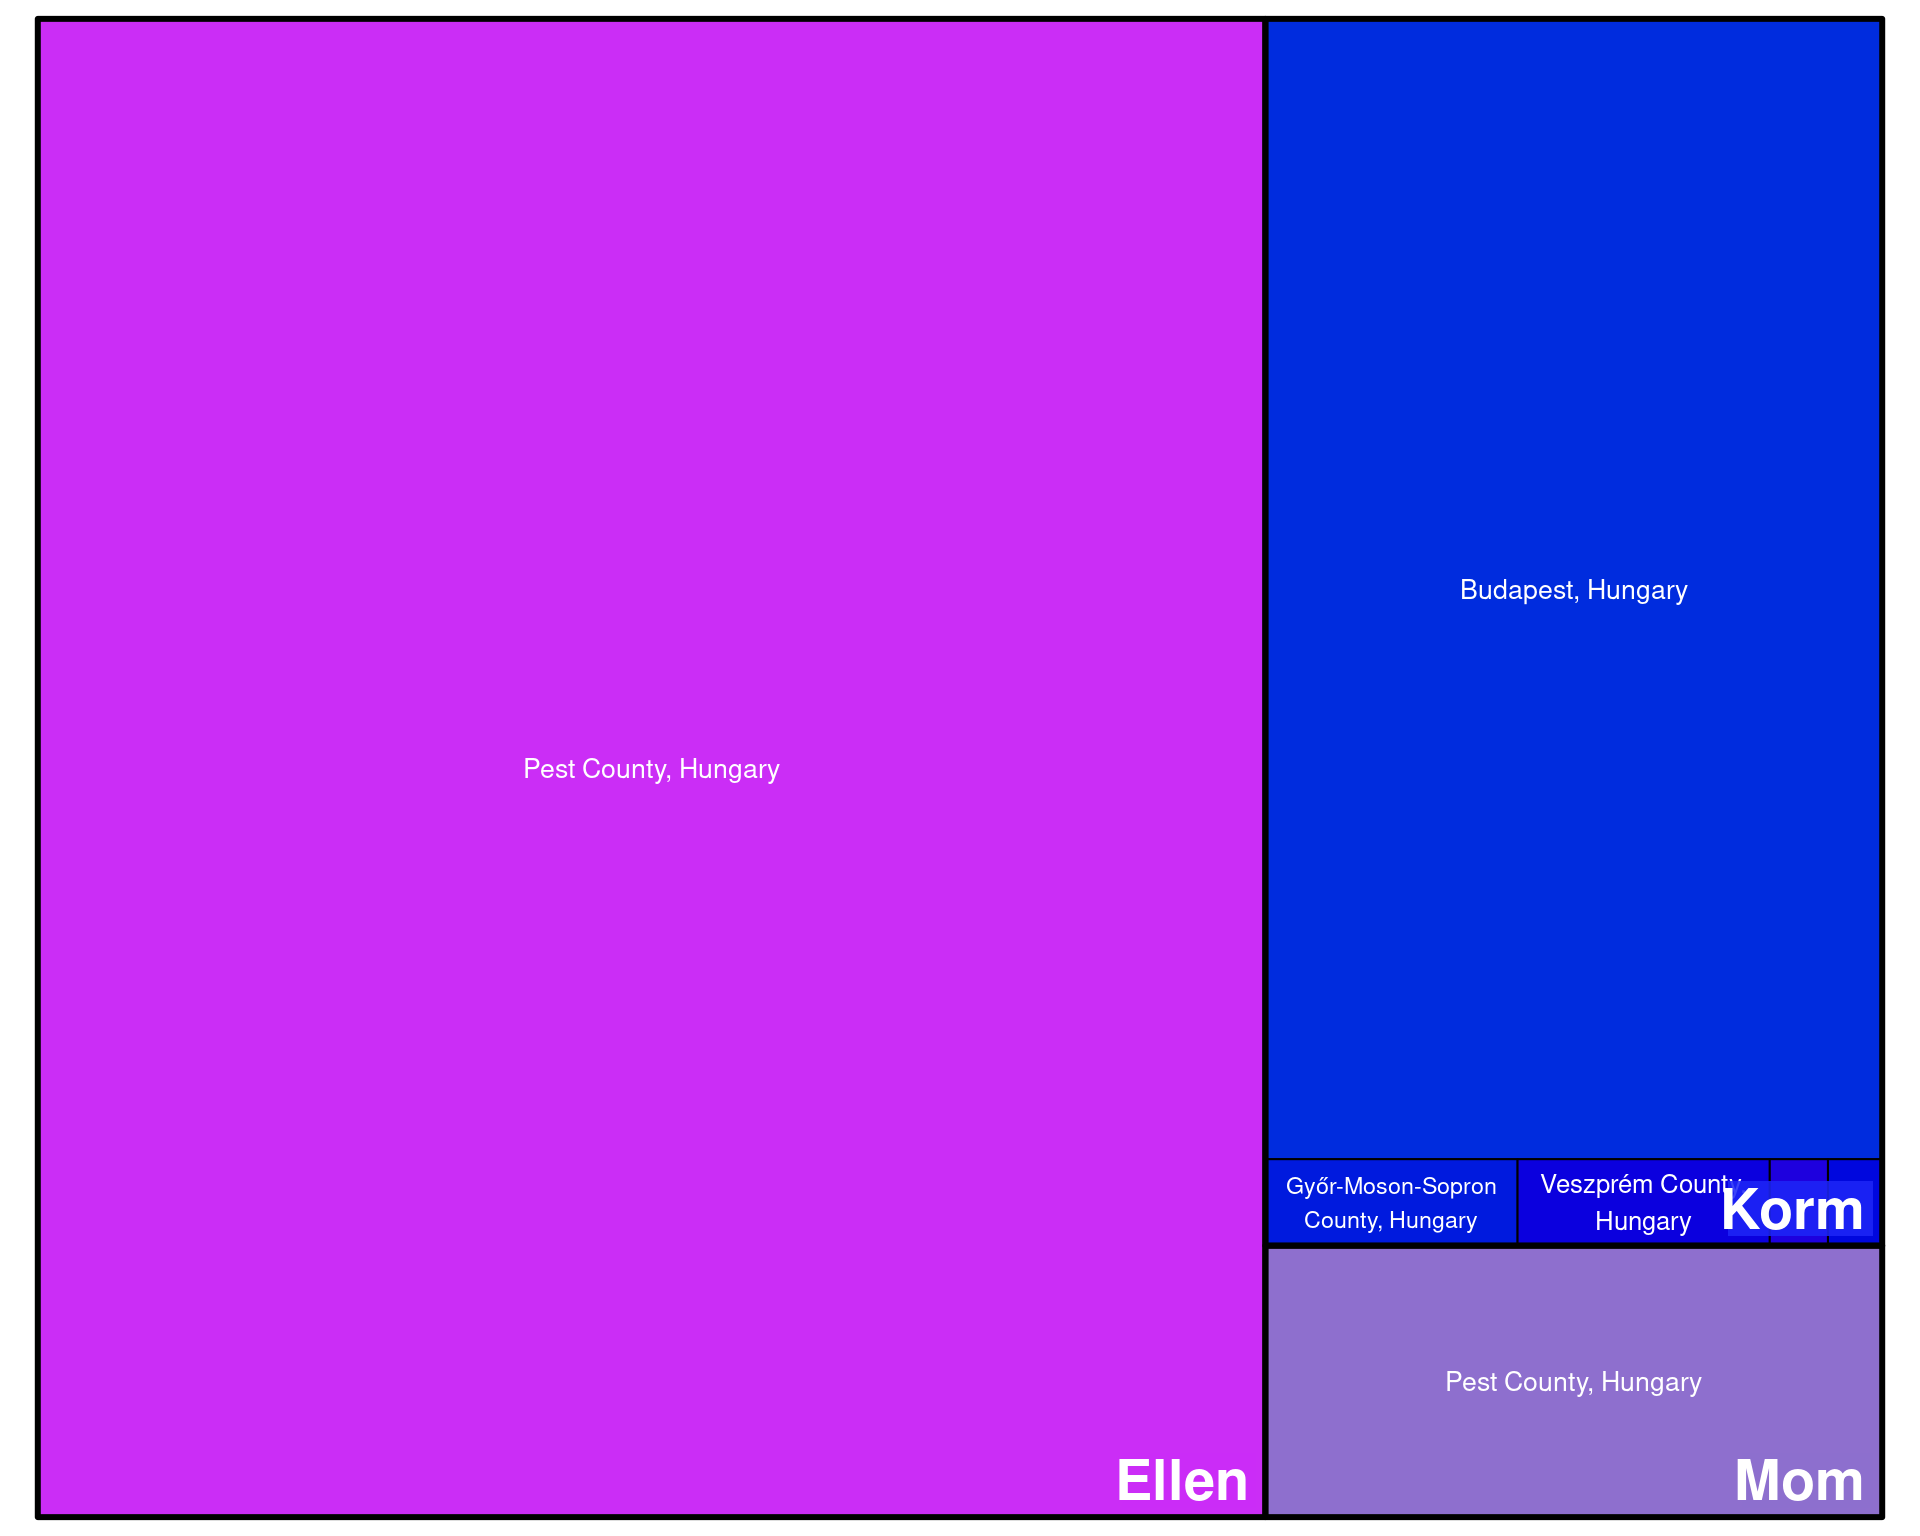 Pest County, Hungary
Ellen
Budapest, Hungary
Győr-Moson-Sopron
County, Hungary
Veszprém County,
Hungary
Korm
Pest County, Hungary
Mom